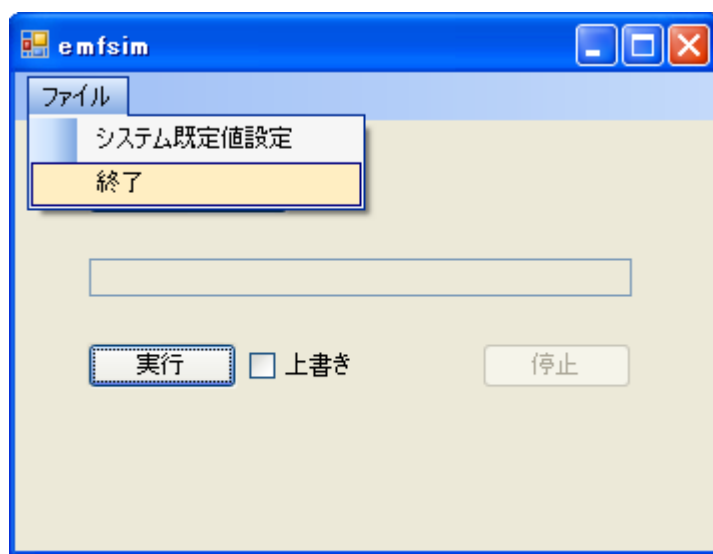 emfsim
ファイル
システム既定値設定
終了
実行 上書き 停止